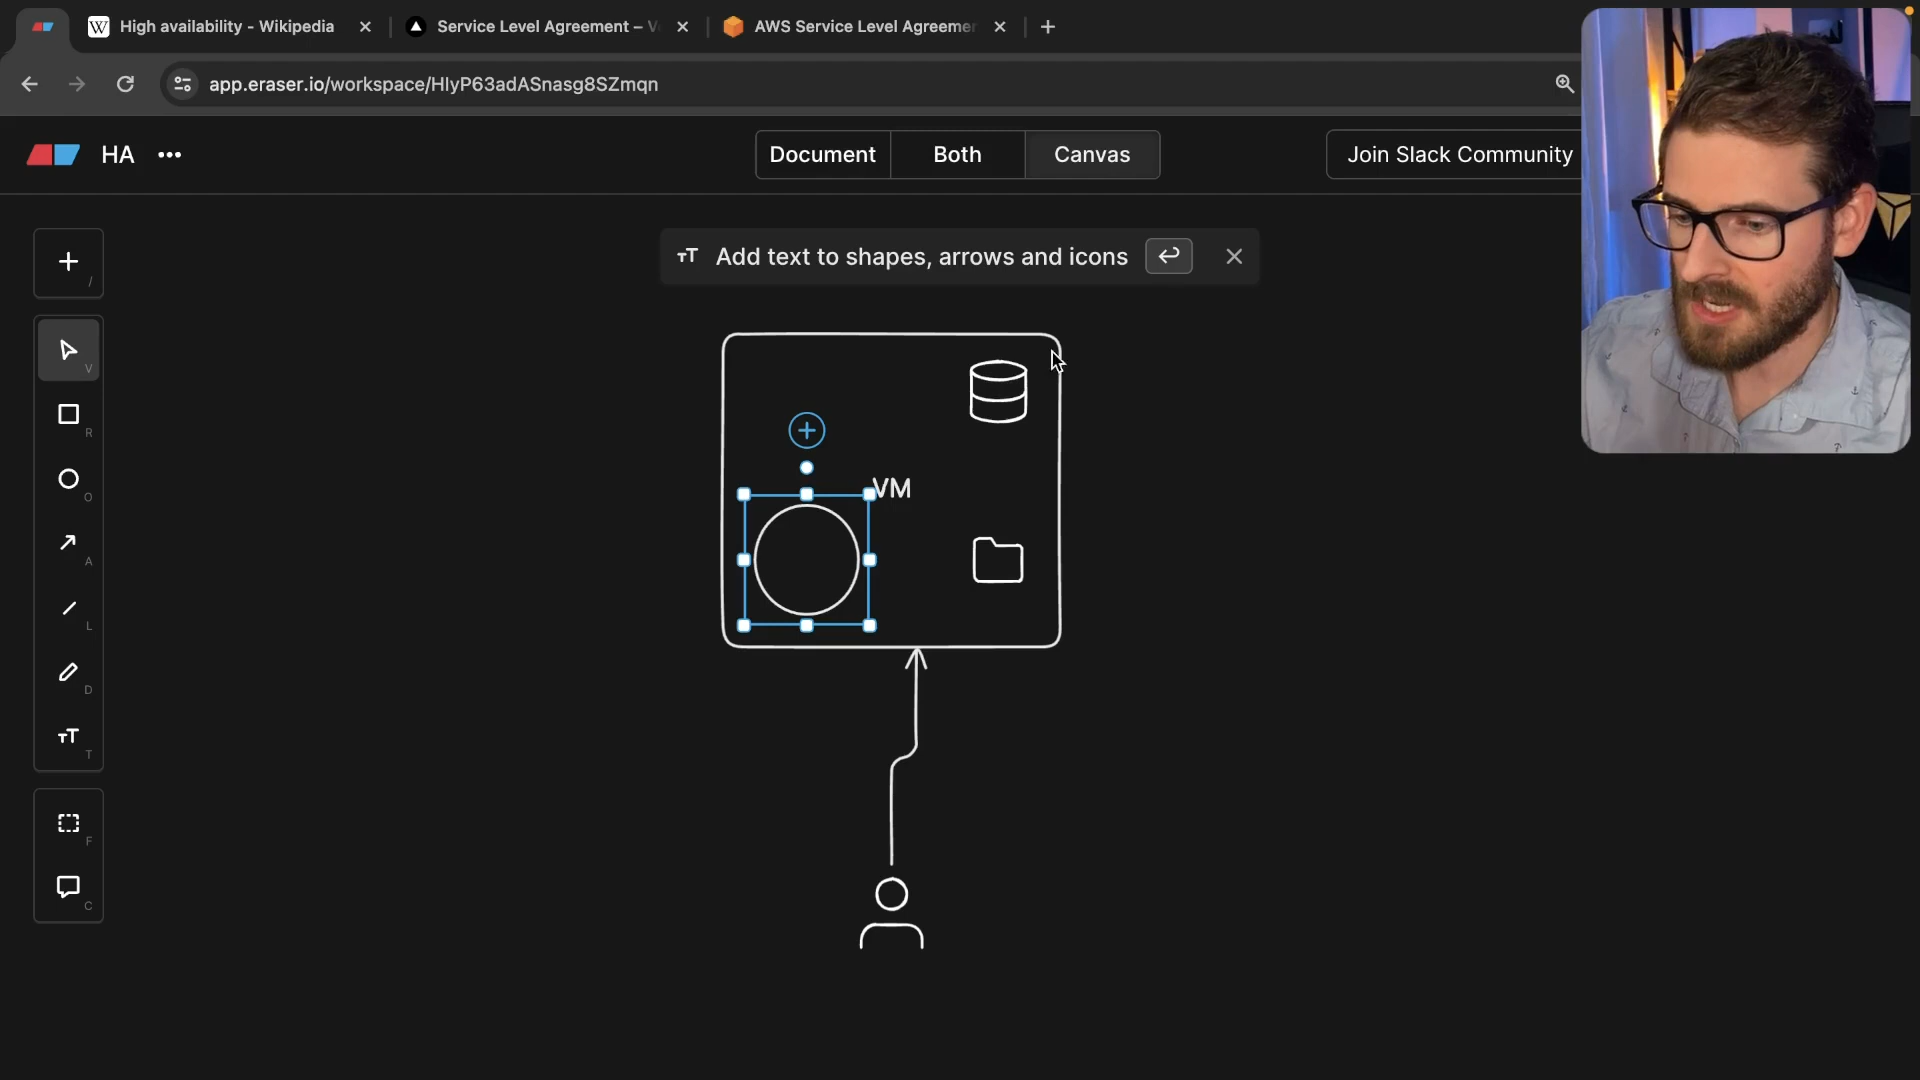 High availability - Wikipedia
Service Level Agreement – V
AWS Service Level Agreemen
app.eraser.io/workspace/HlyP63adASnasg8SZmqn
HA
Document
Both
Canvas
Join Slack Community
Add text to shapes, arrows and icons
/
V
R
O
A
L
D
T
F
C
VM